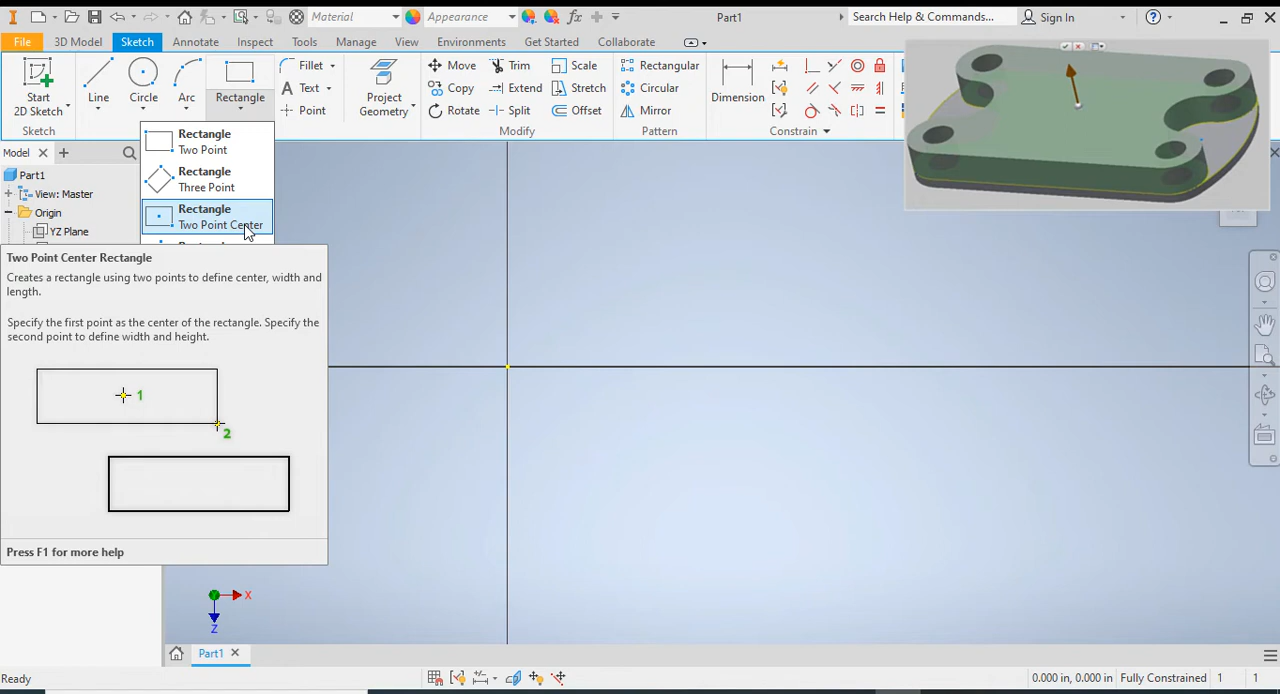 Material
Appearance
fx
Part1
Search Help & Commands...
Sign In
File
3D Model
Sketch
Annotate
Inspect
Tools
Manage
View
Environments
Get Started
Collaborate
Start
2D Sketch
Line
Circle
Arc
Rectangle
Fillet
Text
Point
Project
Geometry
Move
Trim
Scale
Copy
Extend
Stretch
Rotate
Split
Offset
Rectangular
Circular
Mirror
Dimension
Sketch
Modify
Pattern
Constrain
Model
Rectangle
Two Point
Rectangle
Three Point
Rectangle
Two Point Center
Part1
View: Master
Origin
YZ Plane
Two Point Center Rectangle
Creates a rectangle using two points to define center, width and
length.
Specify the first point as the center of the rectangle. Specify the
second point to define width and height.
1
2
Press F1 for more help
X
Z
Part1
Ready
0.000 in, 0.000 in
Fully Constrained
1
1